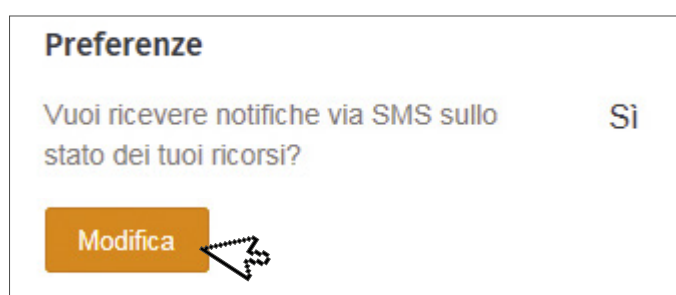 Preferenze
Vuoi ricevere notifiche via SMS sullo Sì
stato dei tuoi ricorsi?
Modifica